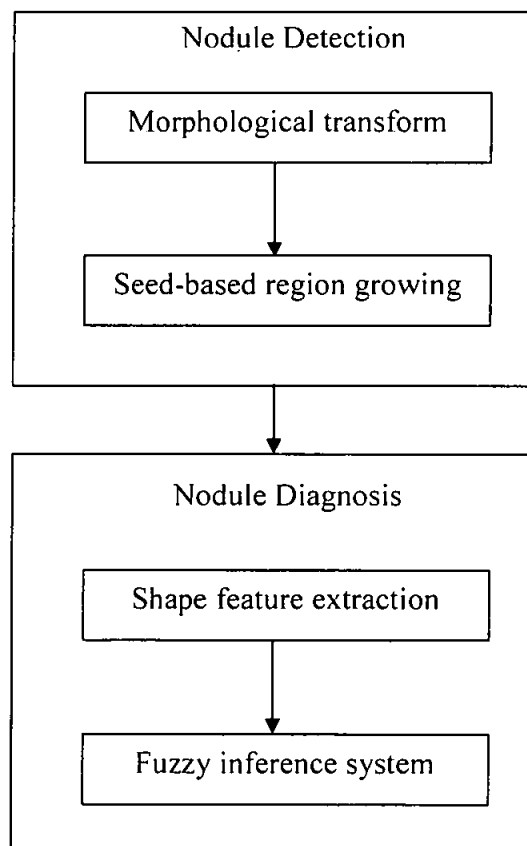 Nodule Detection
Morphological transform
Seed-based region growing
Nodule Diagnosis
Shape feature extraction
Fuzzy inference system